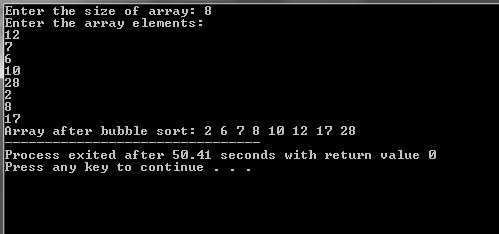 Enter the size of array: 8
Enter the array elements:
12
7
6
10
28
2
8
17
Array after bubble sort: 2 6 7 8 10 12 17 28
--------------------------------
Process exited after 50.41 seconds with return value 0
Press any key to continue . . .